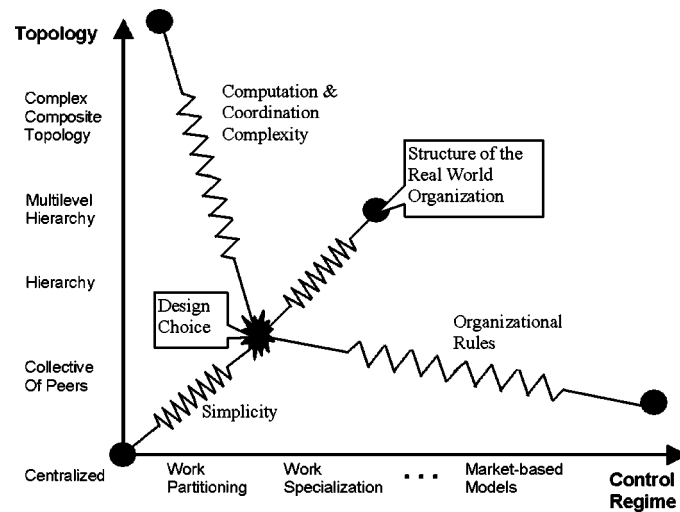 Topology
Complex
Composite
Topology
Computation &
Coordination
Complexity
Structure of the
Real World
Organization
Multilevel
Hierarchy
Hierarchy
Design
Choice
Organizational
Rules
Collective
Of Peers
Simplicity
Centralized
Work
Partitioning
Work
Specialization
...
Market-based
Models
Control
Regime